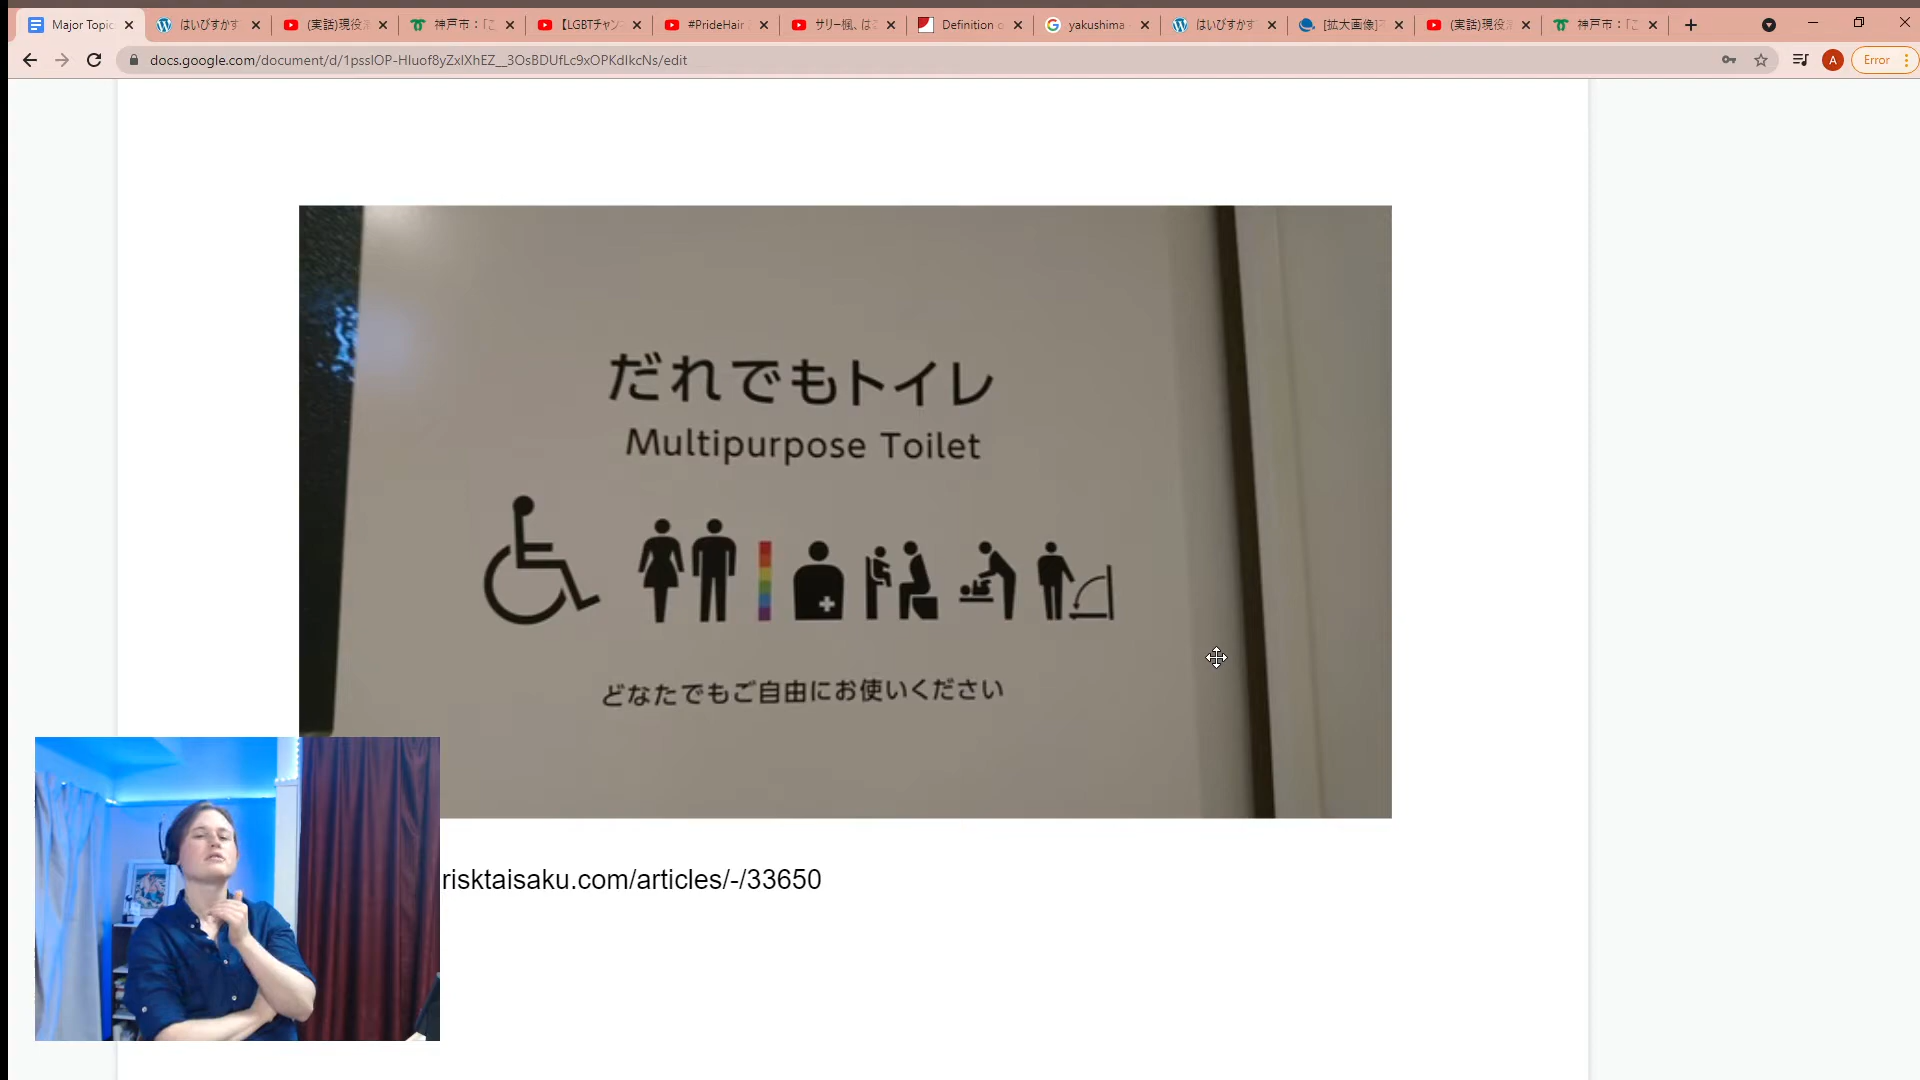 Major Topic
はいびすかす
(実話)現役
神戸市:「こ
【LGBTチャン
#PrideHair
サリー楓、は
Definition o
yakushima
はいびすかす
[拡大画像]
(実話)現役
神戸市:「こ
docs.google.com/document/d/1pssIOP-HIuof8yZxlXhEZ__3OsBDUfLc9xOPKdIkcNs/edit
A
Error
だれでもトイレ
Multipurpose Toilet
どなたでもご自由にお使いください
risktaisaku.com/articles/-/33650